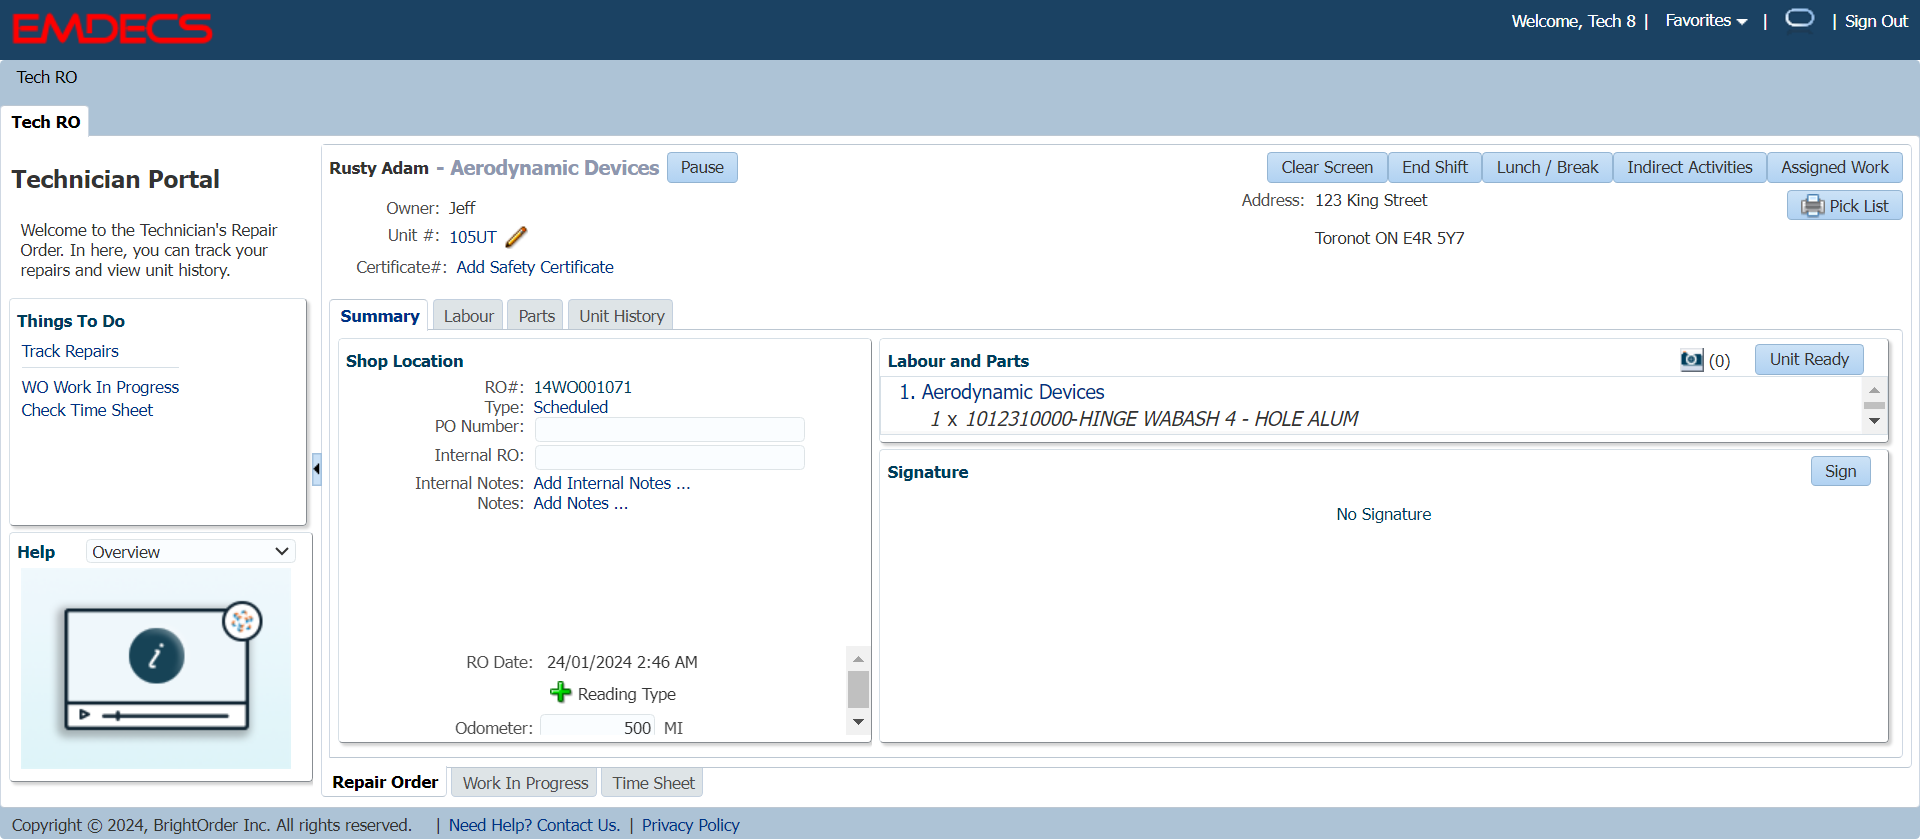 EMDECS
Welcome, Tech 8 | Favorites | | Sign Out
Tech RO
Tech RO
Technician Portal
Welcome to the Technician's Repair
Order. In here, you can track your
repairs and view unit history.
Things To Do
Track Repairs
WO Work In Progress
Check Time Sheet
Help Overview
i
Rusty Adam - Aerodynamic Devices Pause
Clear Screen End Shift Lunch / Break Indirect Activities Assigned Work
Owner: Jeff
Unit #: 105UT
Certificate#: Add Safety Certificate
Address: 123 King Street
Toronot ON E4R 5Y7
Pick List
Summary Labour Parts Unit History
Shop Location
RO#: 14WO001071
Type: Scheduled
PO Number:
Internal RO:
Internal Notes: Add Internal Notes ...
Notes: Add Notes ...
RO Date: 24/01/2024 2:46 AM
Reading Type
Odometer: 500 MI
Labour and Parts (0) Unit Ready
1. Aerodynamic Devices
1 x 1012310000-HINGE WABASH 4 - HOLE ALUM
Signature Sign
No Signature
Repair Order Work In Progress Time Sheet
Copyright © 2024, BrightOrder Inc. All rights reserved. | Need Help? Contact Us. | Privacy Policy